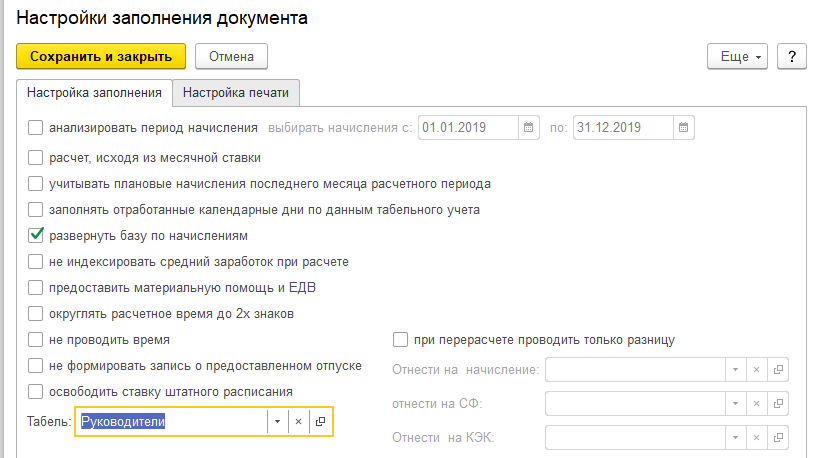 Настройки заполнения документа
Сохранить и закрыть Отмена Еще ?
Настройка заполнения Настройка печати
анализировать период начисления выбирать начисления с: 01.01.2019 по: 31.12.2019
расчет, исходя из месячной ставки
учитывать плановые начисления последнего месяца расчетного периода
заполнять отработанные календарные дни по данным табельного учета
развернуть базу по начислениям
не индексировать средний заработок при расчете
предоставить материальную помощь и ЕДВ
округлять расчетное время до 2х знаков
не проводить время при перерасчете проводить только разницу
не формировать запись о предоставленном отпуске Отнести на начисление:
освободить ставку штатного расписания отнести на СФ:
Табель: Руководители
Отнести на КЭК: